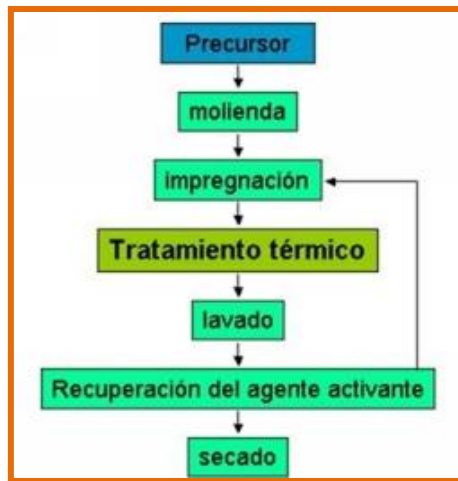 Precursor
molienda
impregnación
Tratamiento térmico
lavado
Recuperación del agente activante
secado